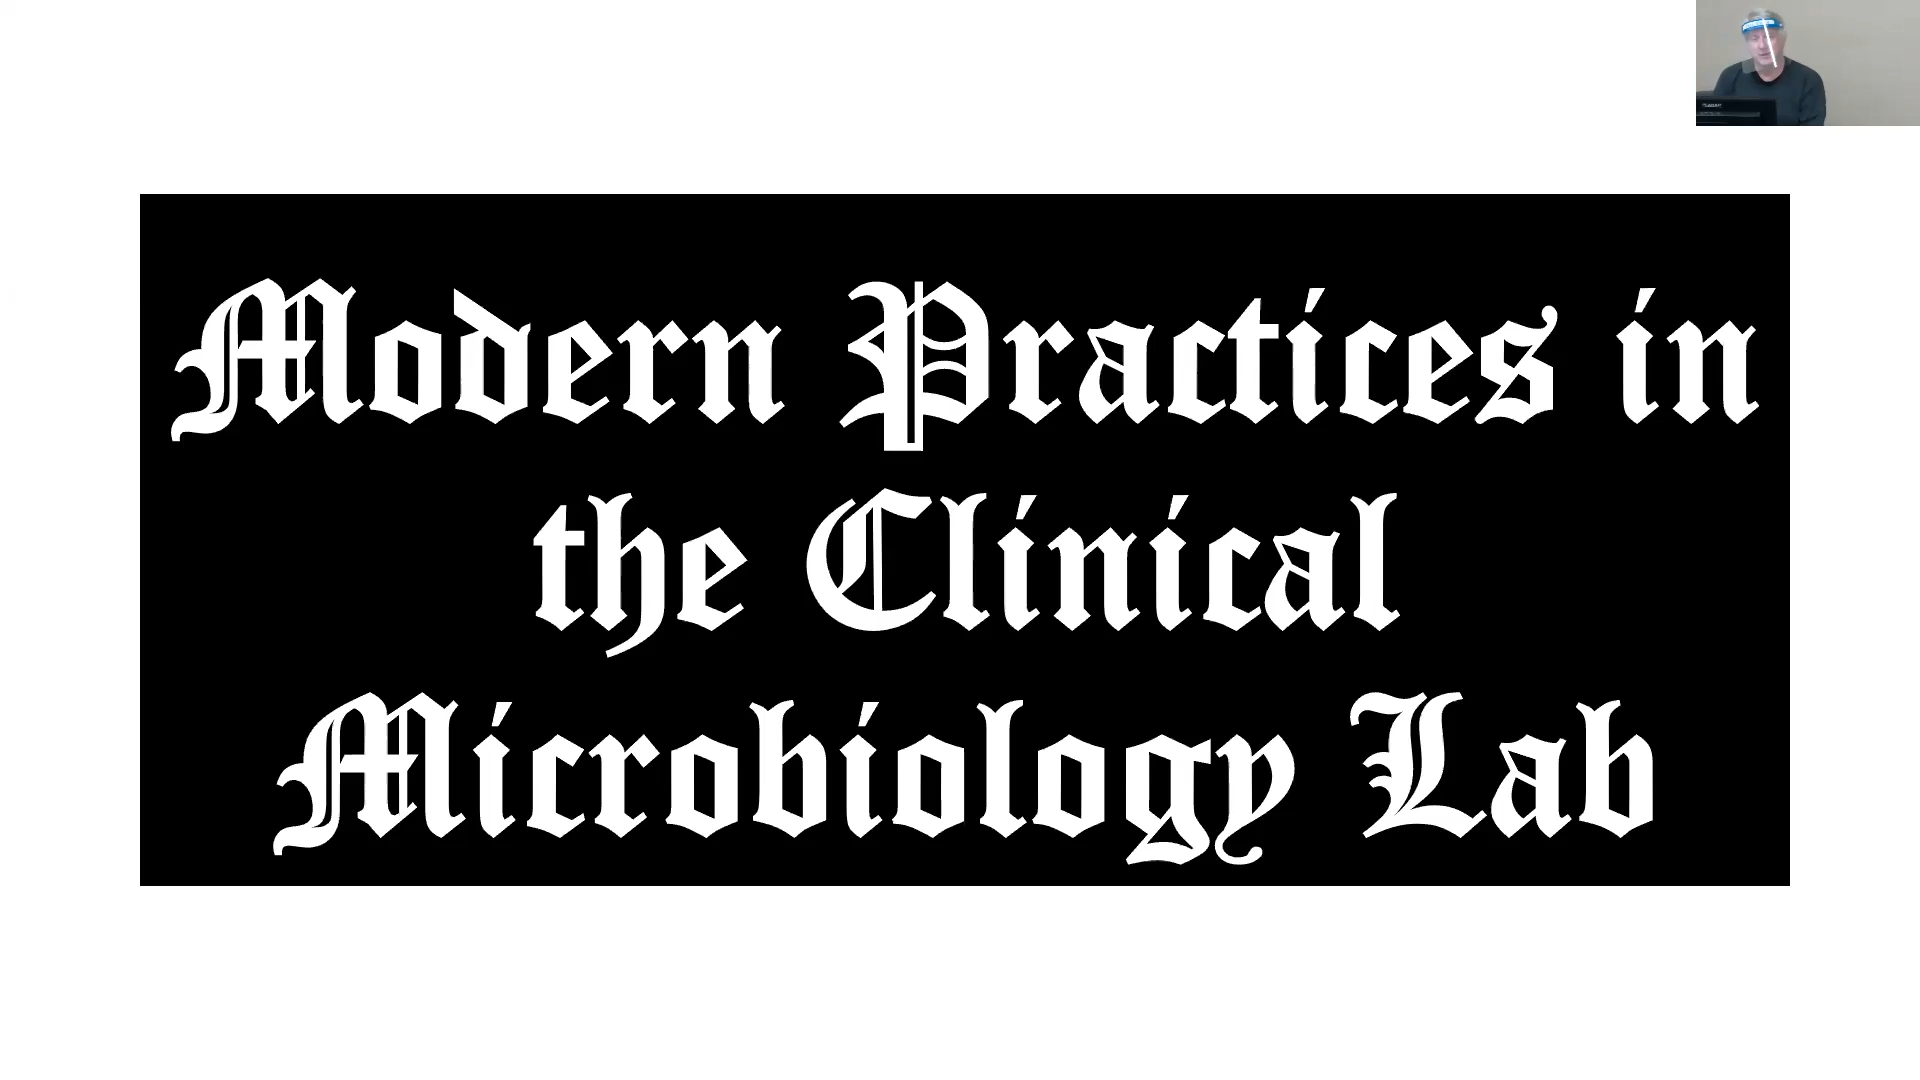 Modern Practices in
the Clinical
Microbiology Lab